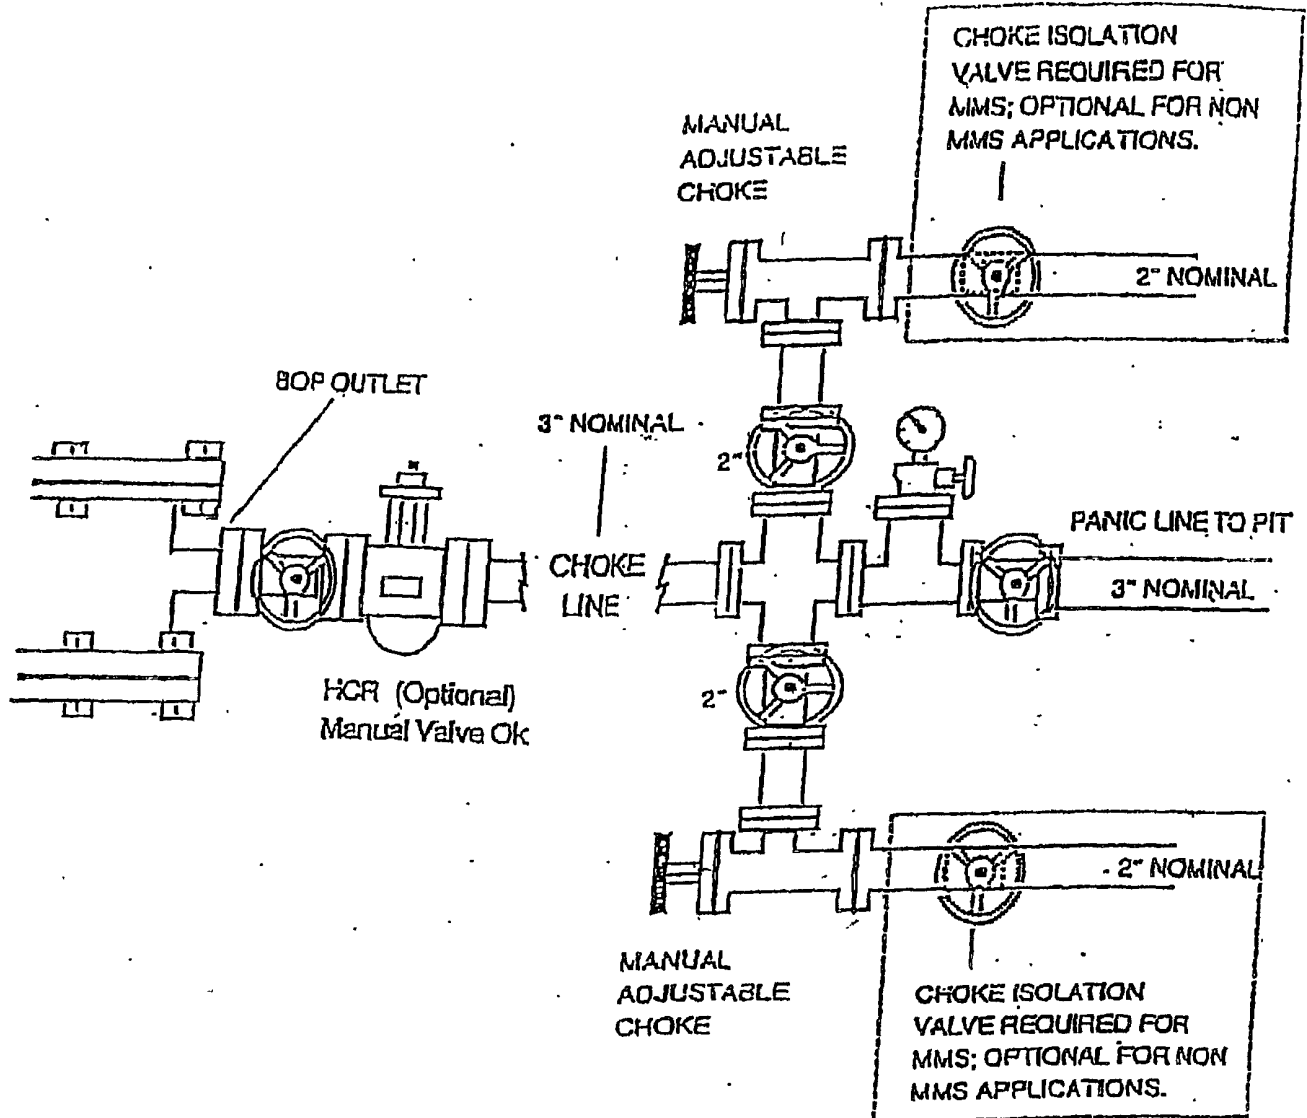 CHOKE ISOLATION
VALVE REQUIRED FOR
MMS; OPTIONAL FOR NON
MMS APPLICATIONS.
MANUAL
ADJUSTABLE
CHOKE
2" NOMINAL
BOP OUTLET
3" NOMINAL
2"
PANIC LINE TO PIT
CHOKE
LINE
3" NOMINAL
HCR (Optional)
Manual Valve Ok
2"
2" NOMINAL
MANUAL
ADJUSTABLE
CHOKE
CHOKE ISOLATION
VALVE REQUIRED FOR
MMS; OPTIONAL FOR NON
MMS APPLICATIONS.